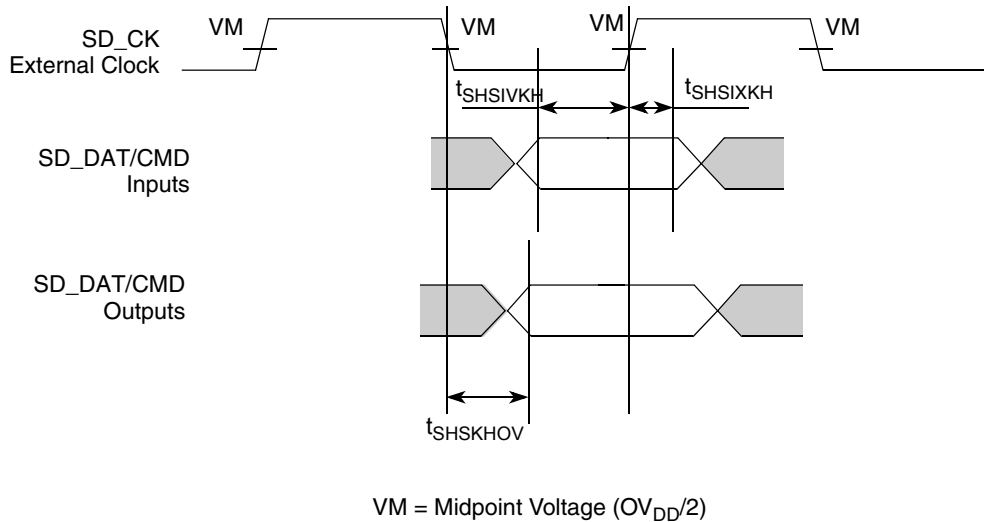 VM VM VM VM
SD_CK
External Clock
tSHSIVKH tSHSIXKH
SD_DAT/CMD
Inputs
SD_DAT/CMD
Outputs
tSHSKHOV
VM = Midpoint Voltage (OVDD/2)